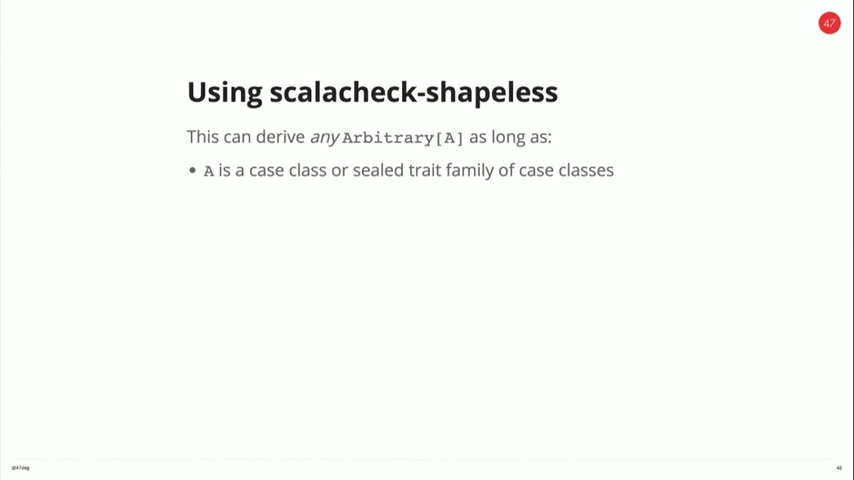 47
Using scalacheck-shapeless
This can derive any Arbitrary[A] as long as:
• A is a case class or sealed trait family of case classes
@47deg
42